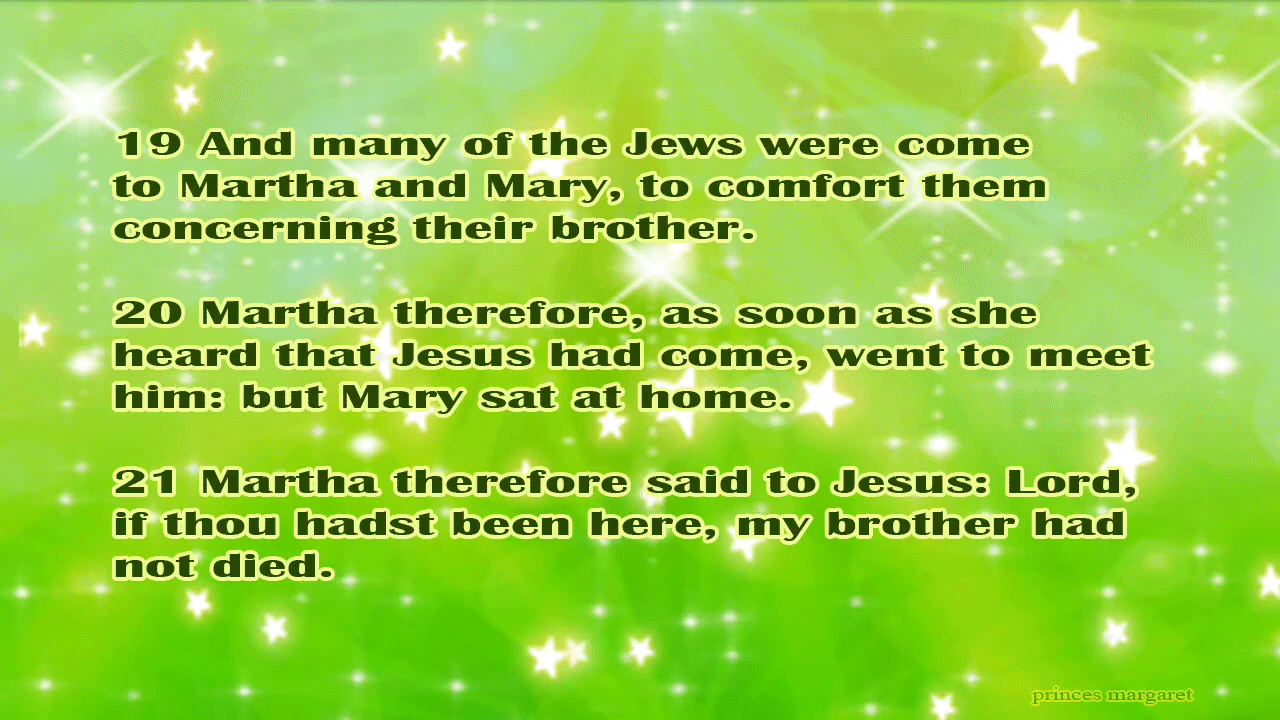 19 And many of the Jews were come
to Martha and Mary, to comfort them
concerning their brother.
20 Martha therefore, as soon as she
heard that Jesus had come, went to meet
him: but Mary sat at home.
21 Martha therefore said to Jesus: Lord,
if thou hadst been here, my brother had
not died.
princes margaret